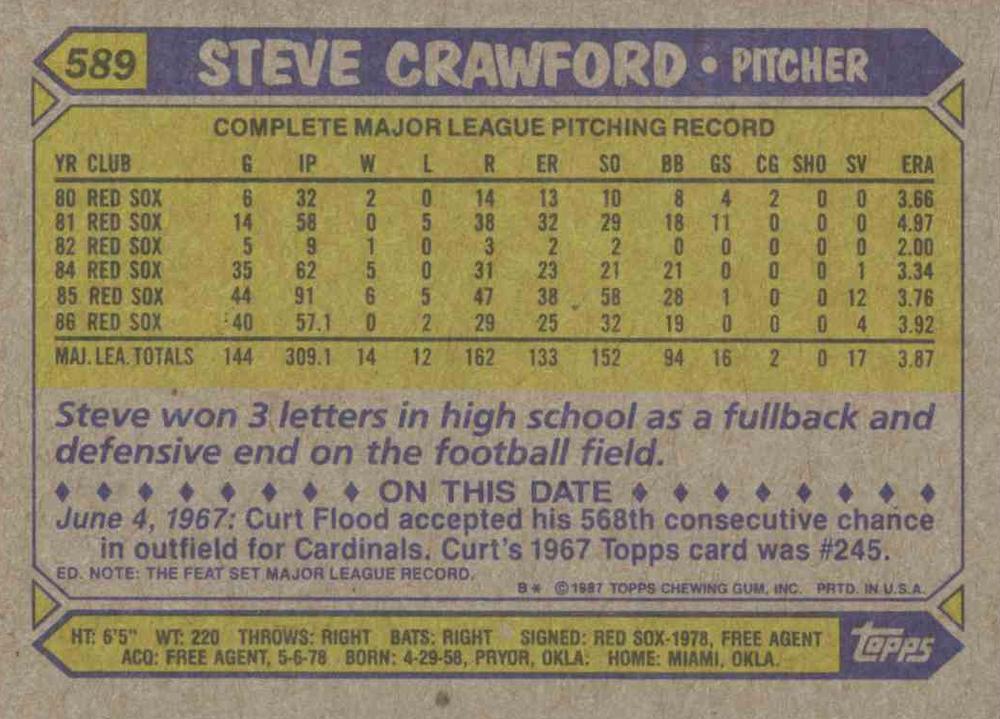 589 STEVE CRAWFORD • PITCHER
COMPLETE MAJOR LEAGUE PITCHING RECORD
YR CLUB G IP W L R ER SO BB GS CG SHO SV ERA
80 RED SOX 6 32 2 0 14 13 10 8 4 2 0 0 3.66
81 RED SOX 14 58 0 5 38 32 29 18 11 0 0 0 4.97
82 RED SOX 5 9 1 0 3 2 2 0 0 0 0 0 2.00
84 RED SOX 35 62 5 0 31 23 21 21 0 0 0 1 3.34
85 RED SOX 44 91 6 5 47 38 58 28 1 0 0 12 3.76
86 RED SOX 40 57.1 0 2 29 25 32 19 0 0 0 4 3.92
MAJ. LEA. TOTALS 144 309.1 14 12 162 133 152 94 16 2 0 17 3.87
Steve won 3 letters in high school as a fullback and
defensive end on the football field.
♦ ♦ ♦ ♦ ♦ ♦ ♦ ♦ ON THIS DATE ♦ ♦ ♦ ♦ ♦ ♦ ♦ ♦
June 4, 1967: Curt Flood accepted his 568th consecutive chance
in outfield for Cardinals. Curt's 1967 Topps card was #245.
ED. NOTE: THE FEAT SET MAJOR LEAGUE RECORD.
B* ©1987 TOPPS CHEWING GUM, INC. PRTD. IN U.S.A.
HT: 6'5" WT: 220 THROWS: RIGHT BATS: RIGHT SIGNED: RED SOX-1978, FREE AGENT
ACQ: FREE AGENT, 5-6-78 BORN: 4-29-58, PRYOR, OKLA. HOME: MIAMI, OKLA.
topps